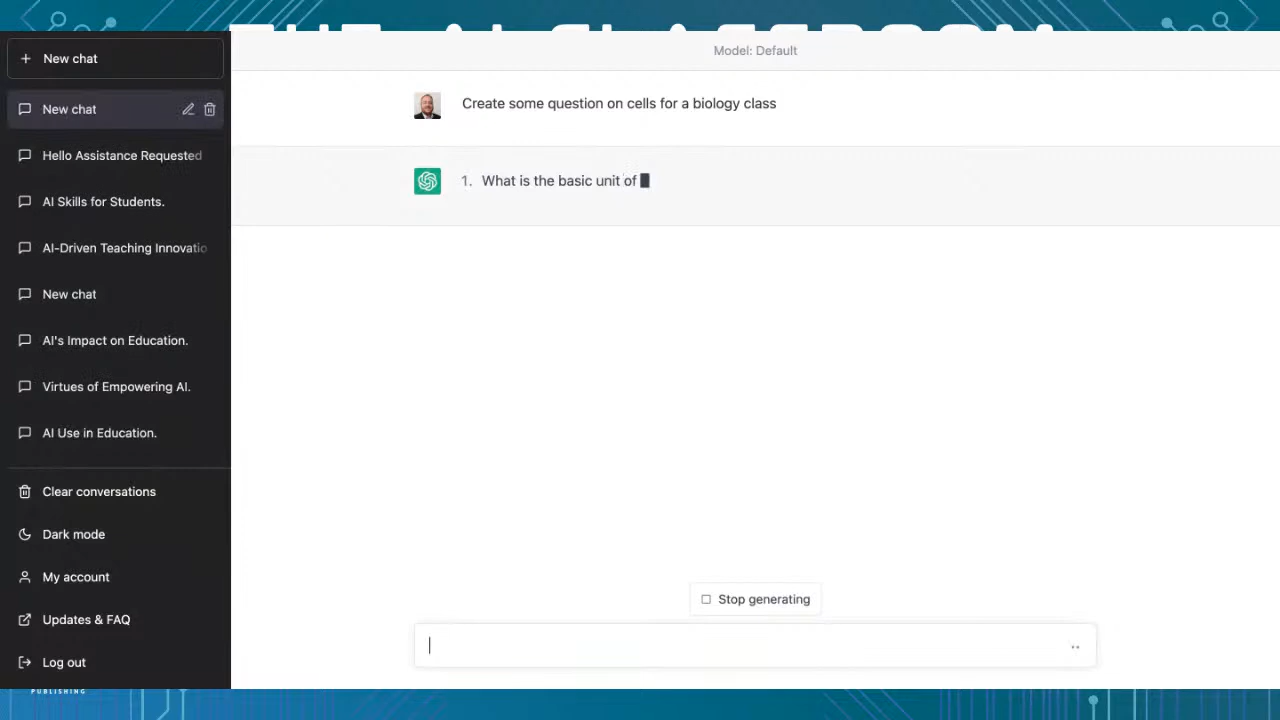 New chat
New chat
Hello Assistance Requested
AI Skills for Students.
AI-Driven Teaching Innovatio
New chat
AI's Impact on Education.
Virtues of Empowering AI.
AI Use in Education.
Clear conversations
Dark mode
My account
Updates & FAQ
Log out
PUBLISHING
Model: Default
Create some question on cells for a biology class
1. What is the basic unit of
Stop generating